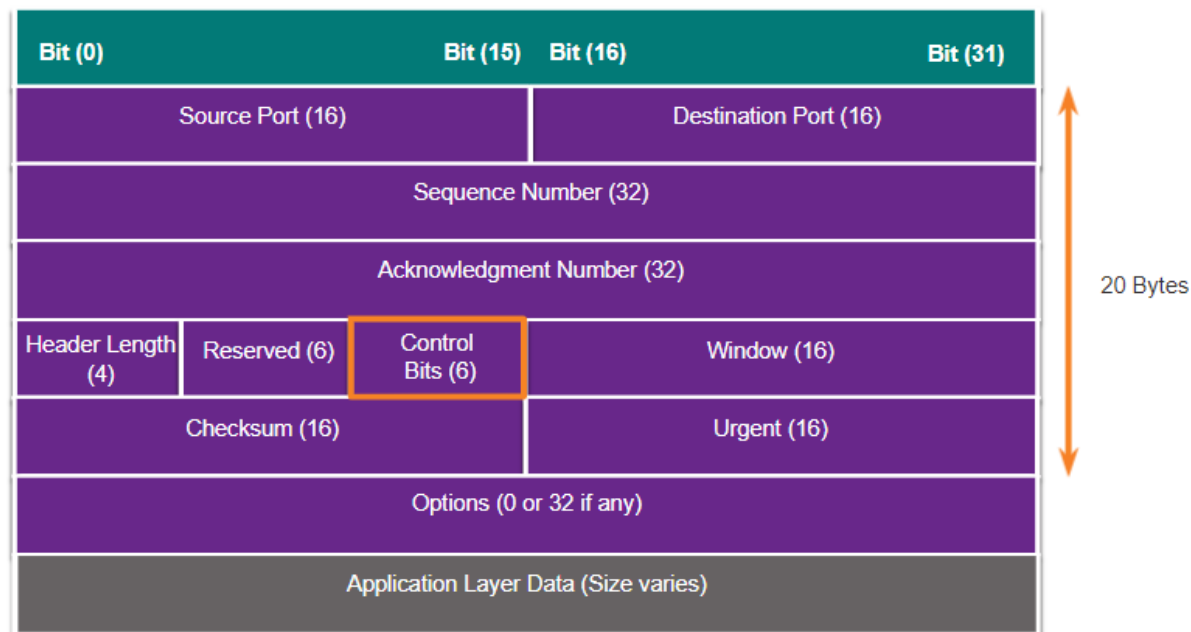 Bit (0) Bit (15) Bit (16) Bit (31)
Source Port (16) Destination Port (16)
Sequence Number (32)
Acknowledgment Number (32)
20 Bytes
Header Length
(4)
Reserved (6)
Control
Bits (6)
Window (16)
Checksum (16) Urgent (16)
Options (0 or 32 if any)
Application Layer Data (Size varies)